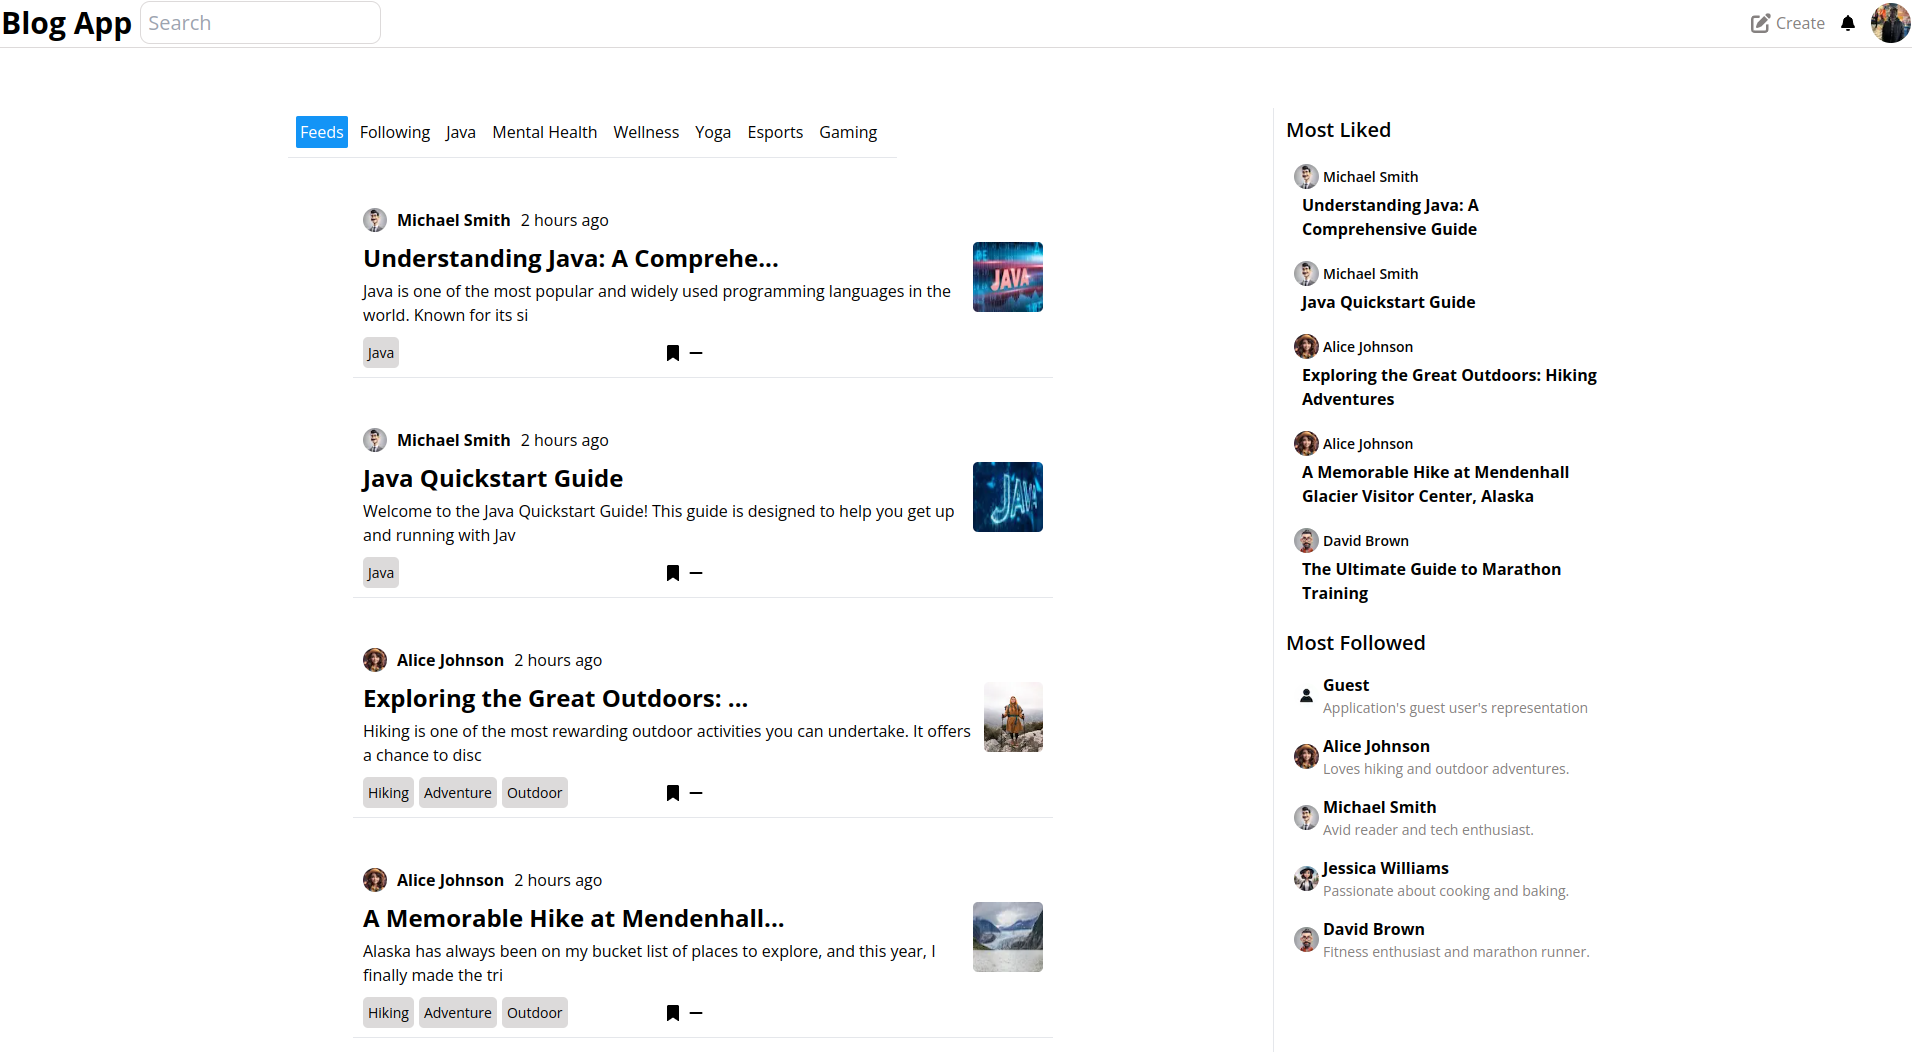 Blog App
Search
Create
Feeds Following Java Mental Health Wellness Yoga Esports Gaming
Michael Smith 2 hours ago
Understanding Java: A Comprehe...
Java is one of the most popular and widely used programming languages in the
world. Known for its si
JAVA
Java
Michael Smith 2 hours ago
Java Quickstart Guide
Welcome to the Java Quickstart Guide! This guide is designed to help you get up
and running with Jav
JAVA
Java
Alice Johnson 2 hours ago
Exploring the Great Outdoors: ...
Hiking is one of the most rewarding outdoor activities you can undertake. It offers
a chance to disc
Hiking Adventure Outdoor
Alice Johnson 2 hours ago
A Memorable Hike at Mendenhall...
Alaska has always been on my bucket list of places to explore, and this year, I
finally made the tri
Hiking Adventure Outdoor
Most Liked
Michael Smith
Understanding Java: A
Comprehensive Guide
Michael Smith
Java Quickstart Guide
Alice Johnson
Exploring the Great Outdoors: Hiking
Adventures
Alice Johnson
A Memorable Hike at Mendenhall
Glacier Visitor Center, Alaska
David Brown
The Ultimate Guide to Marathon
Training
Most Followed
Guest
Application's guest user's representation
Alice Johnson
Loves hiking and outdoor adventures.
Michael Smith
Avid reader and tech enthusiast.
Jessica Williams
Passionate about cooking and baking.
David Brown
Fitness enthusiast and marathon runner.